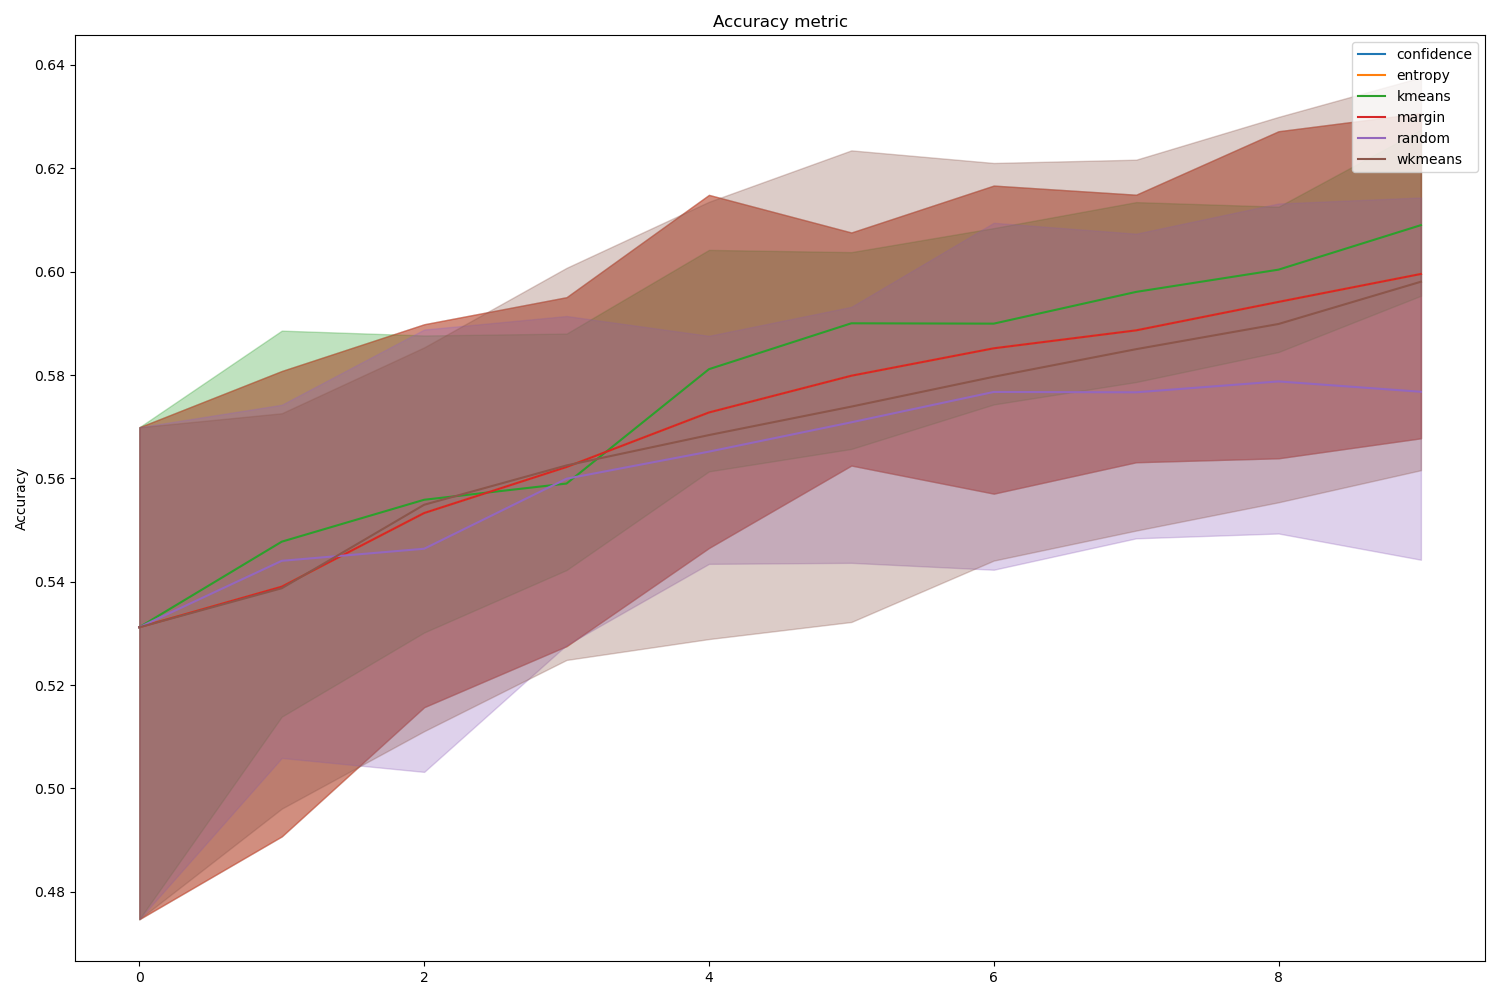 Accuracy metric
confidence
entropy
kmeans
margin
random
wkmeans
Accuracy
0.64
0.62
0.60
0.58
0.56
0.54
0.52
0.50
0.48
0 2 4 6 8